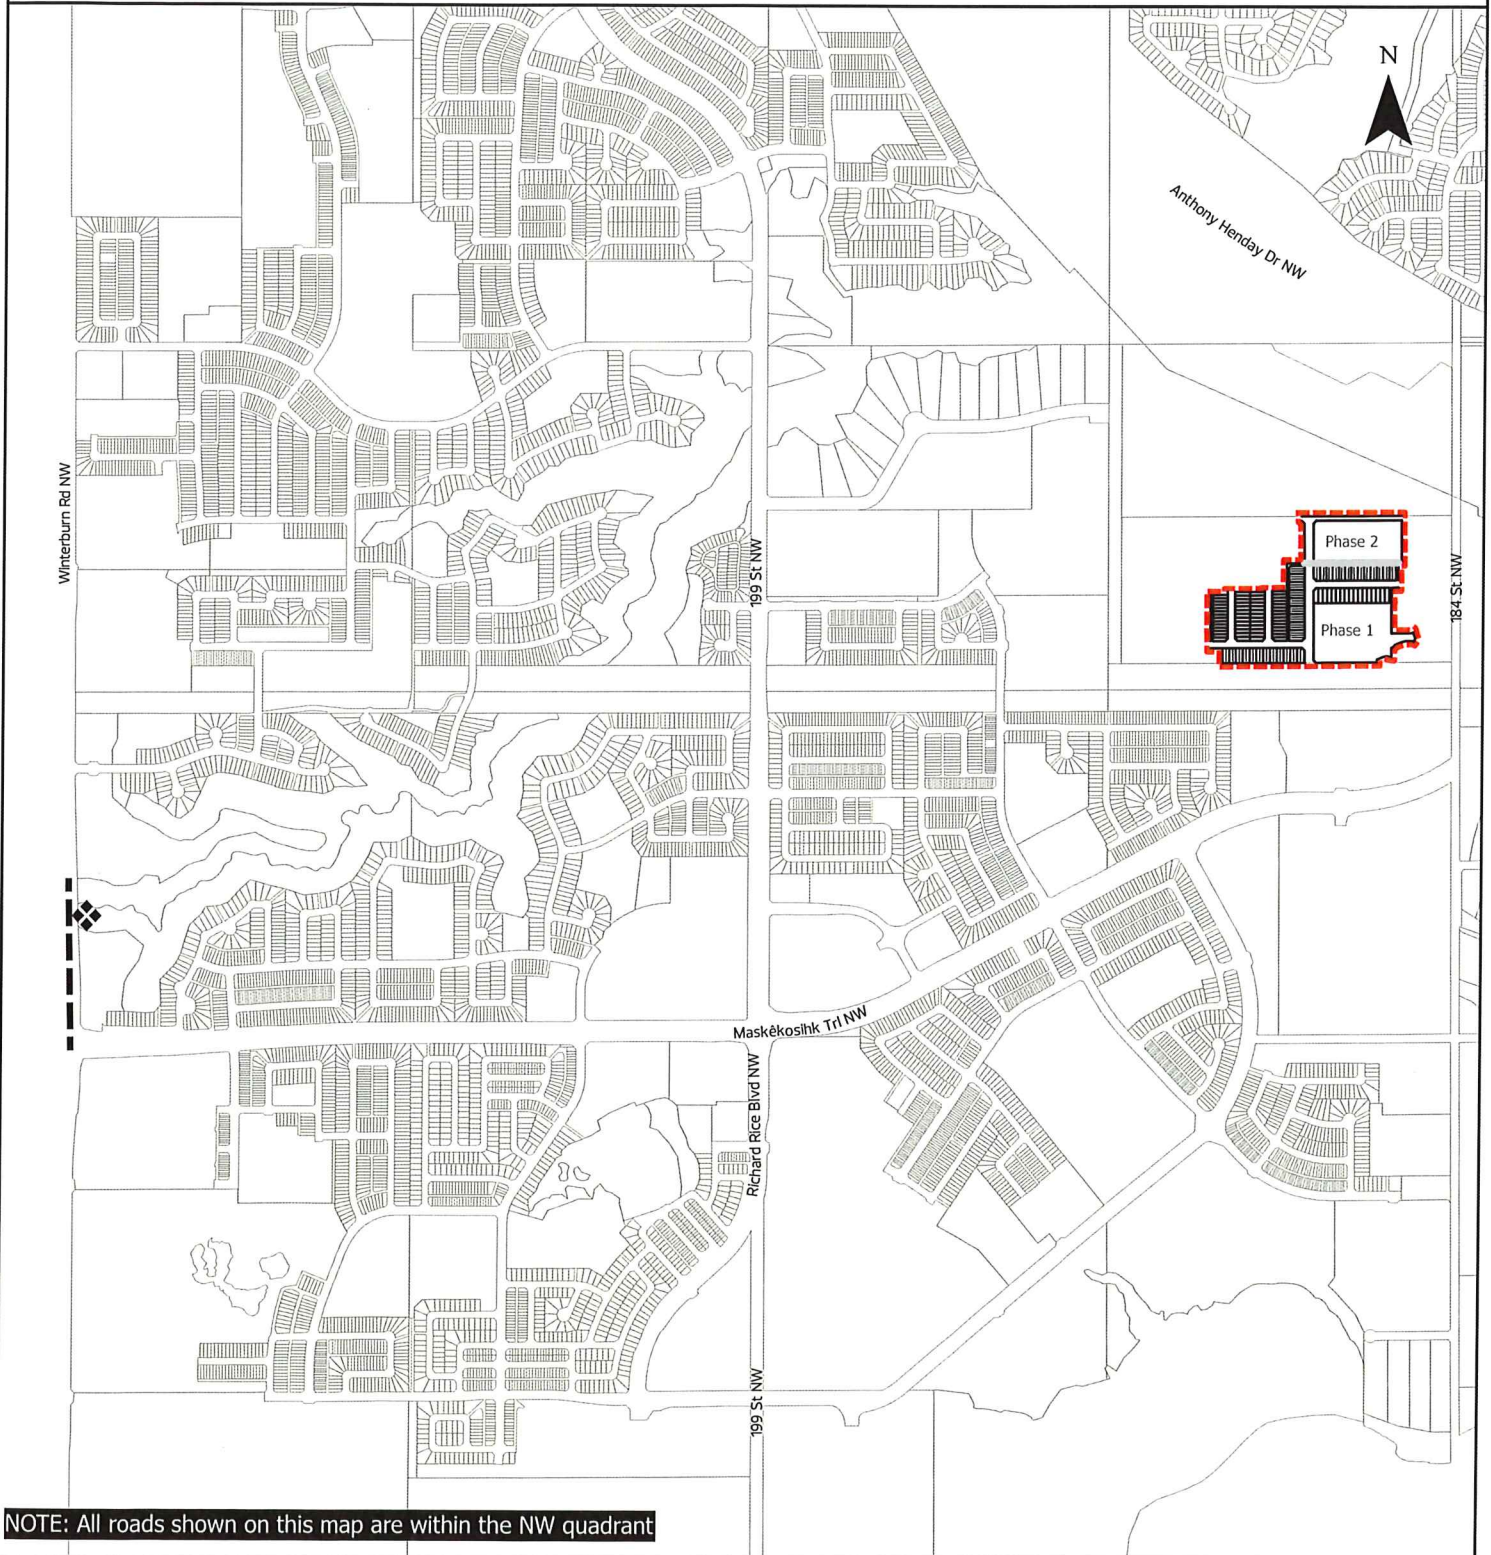 N
Anthony Henday Dr NW
Winterburn Rd NW
199 St NW
Phase 2
184 St NW
Phase 1
Maskêkosihk Trl NW
Richard Rice Blvd NW
199 St NW
NOTE: All roads shown on this map are within the NW quadrant